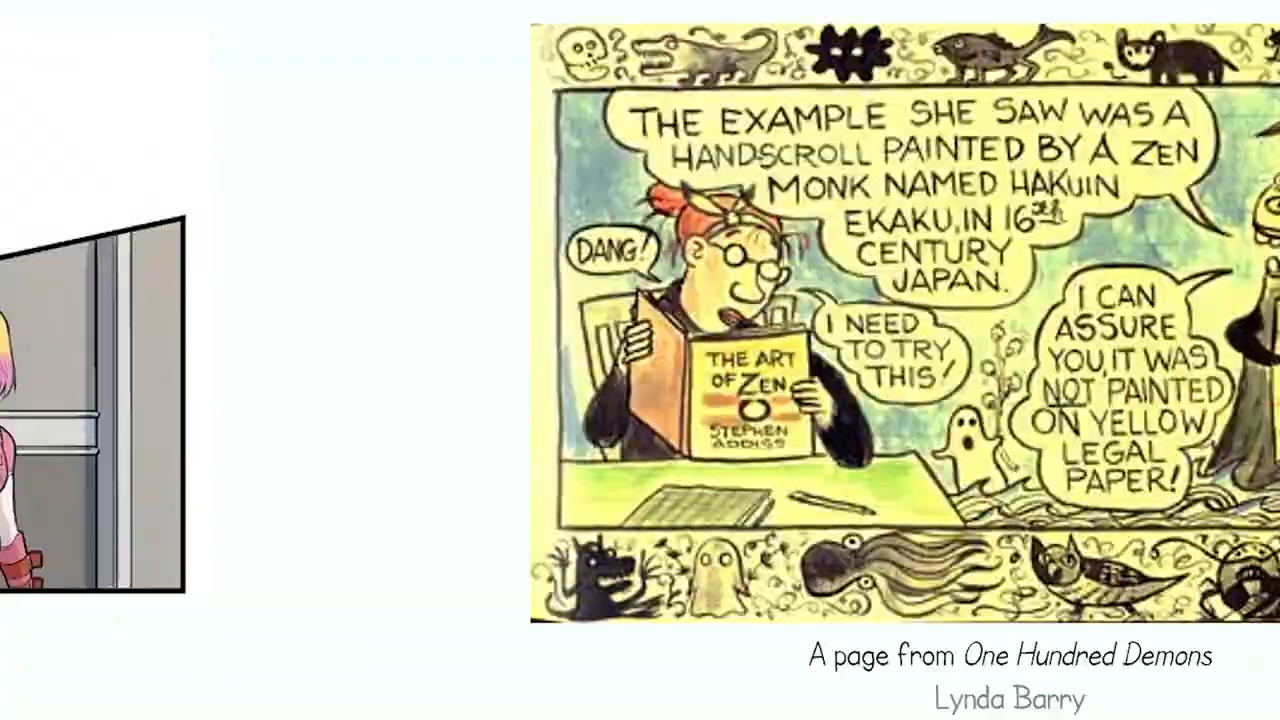 THE EXAMPLE SHE SAW WAS A
HANDSCROLL PAINTED BY A ZEN
MONK NAMED HAKUIN
EKAKU, IN 16th
CENTURY
JAPAN.
DANG!
I NEED
TO TRY
THIS!
THE ART
OF ZEN
STEPHEN
ADDISS
I CAN
ASSURE
YOU, IT WAS
NOT PAINTED
ON YELLOW
LEGAL
PAPER!
A page from One Hundred Demons
Lynda Barry